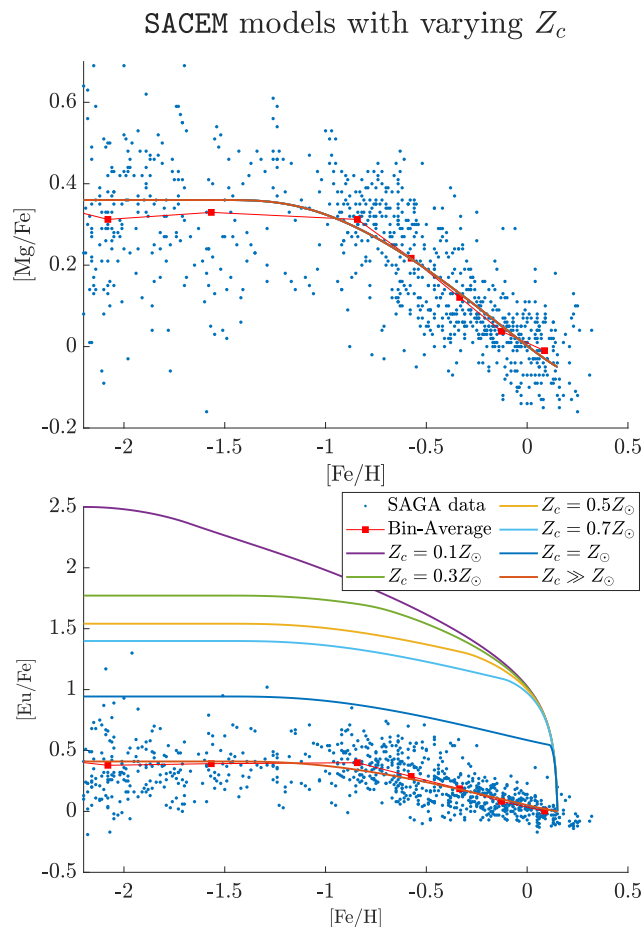 SACEM models with varying Z_c
0.6
0.4
0.2
0
-0.2
[Mg/Fe]
-2 -1.5 -1 -0.5 0 0.5
[Fe/H]
2.5
2
1.5
1
0.5
0
-0.5
[Eu/Fe]
SAGA data
Bin-Average
Z_c = 0.1Z_⊙
Z_c = 0.3Z_⊙
Z_c = 0.5Z_⊙
Z_c = 0.7Z_⊙
Z_c = Z_⊙
Z_c ≫ Z_⊙
-2 -1.5 -1 -0.5 0 0.5
[Fe/H]